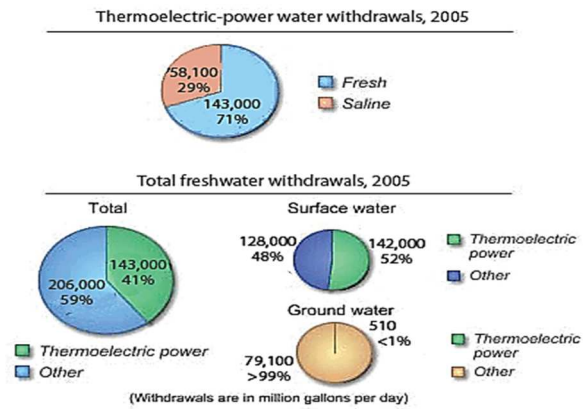 Thermoelectric-power water withdrawals, 2005
58,100
29%
143,000
71%
Fresh
Saline
Total freshwater withdrawals, 2005
Total
143,000
41%
206,000
59%
Thermoelectric power
Other
Surface water
128,000
48%
142,000
52%
Thermoelectric
power
Other
Ground water
510
<1%
79,100
>99%
Thermoelectric
power
Other
(Withdrawals are in million gallons per day)